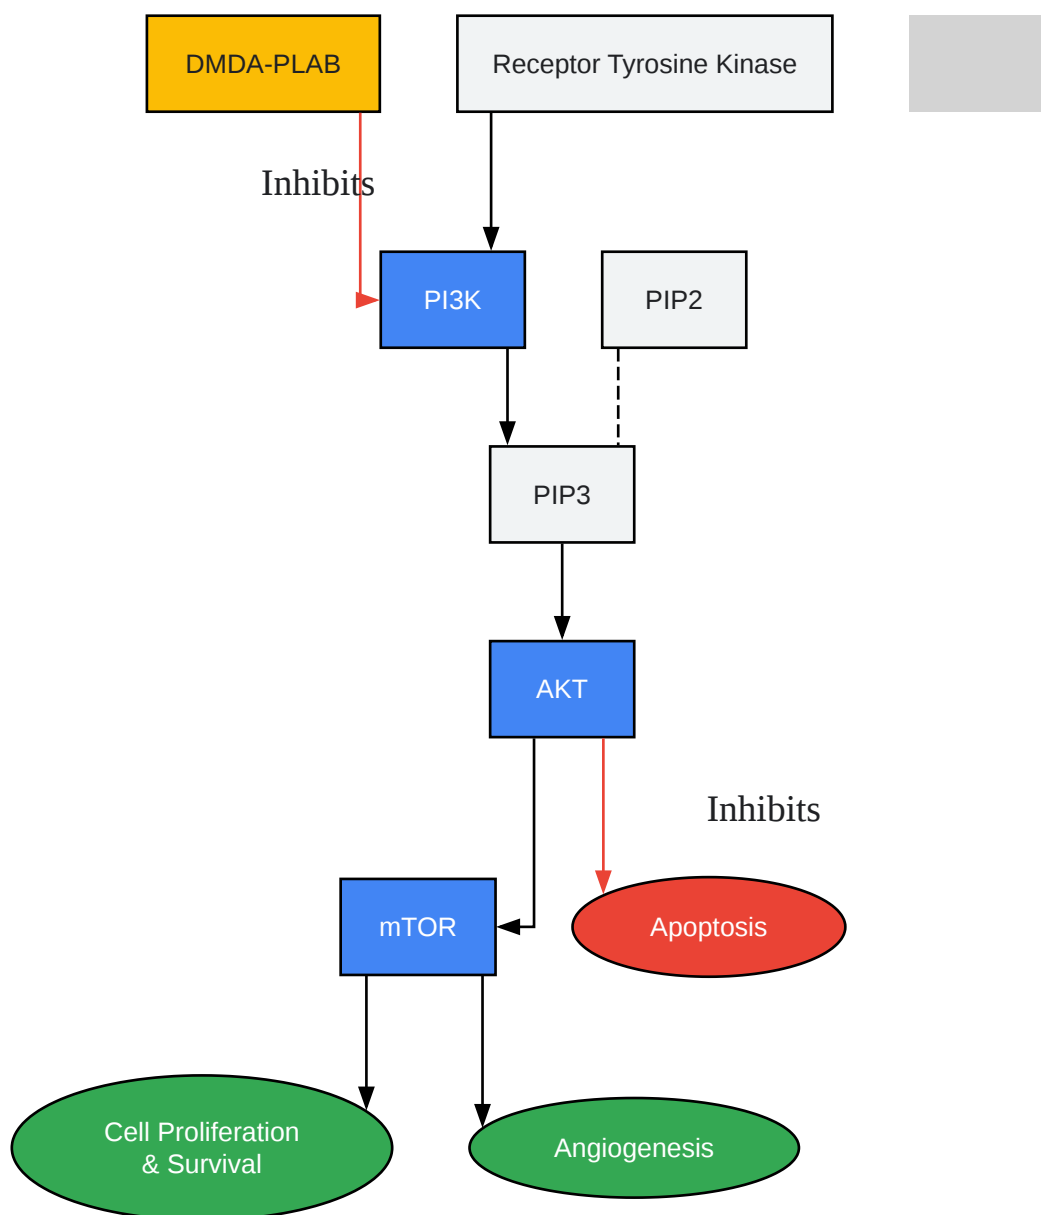 DMDA-PLAB
Receptor Tyrosine Kinase
Inhibits
PI3K
PIP2
PIP3
AKT
Inhibits
mTOR
Apoptosis
Cell Proliferation
& Survival
Angiogenesis